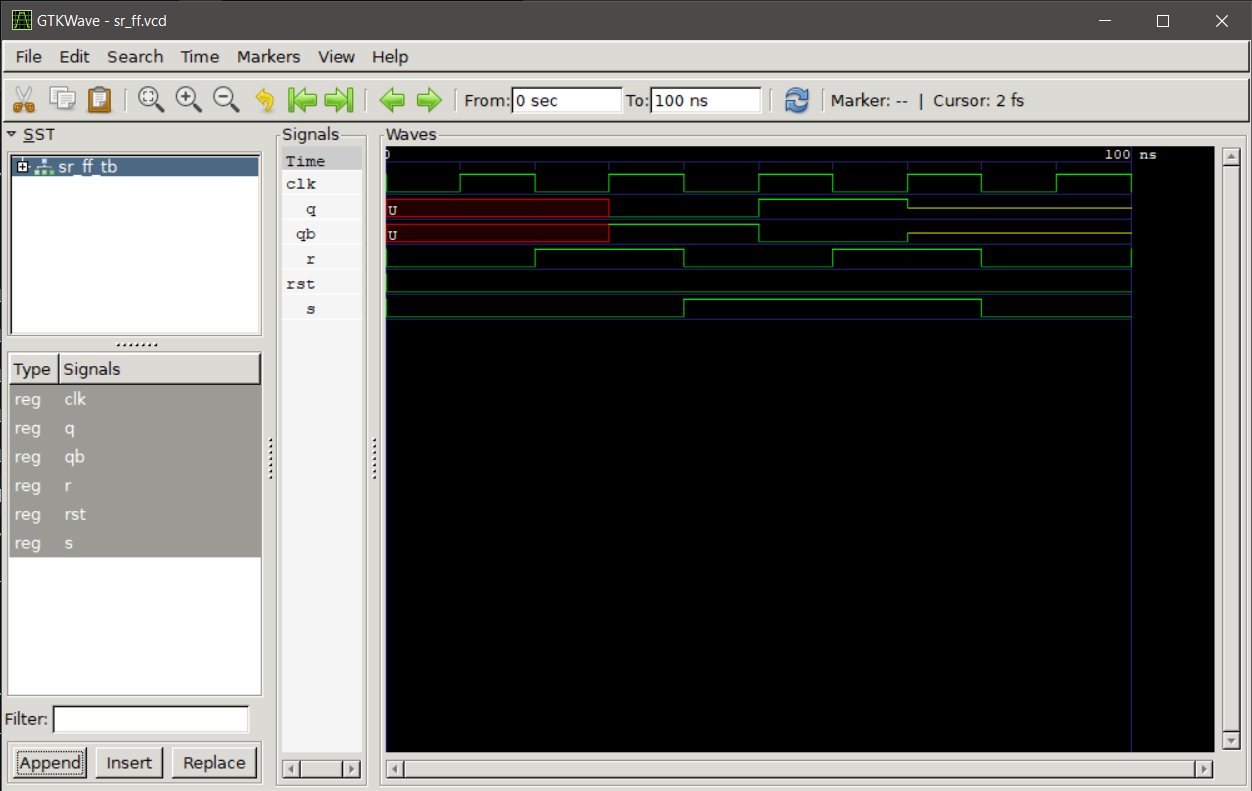 GTKWave - sr_ff.vcd
File Edit Search Time Markers View Help
From: 0 sec To: 100 ns Marker: -- | Cursor: 2 fs
SST
sr_ff_tb
Type Signals
reg clk
reg q
reg qb
reg r
reg rst
reg s
Filter:
Append Insert Replace
Signals
Time
clk
q
qb
r
rst
s
Waves
0 100 ns
U
U